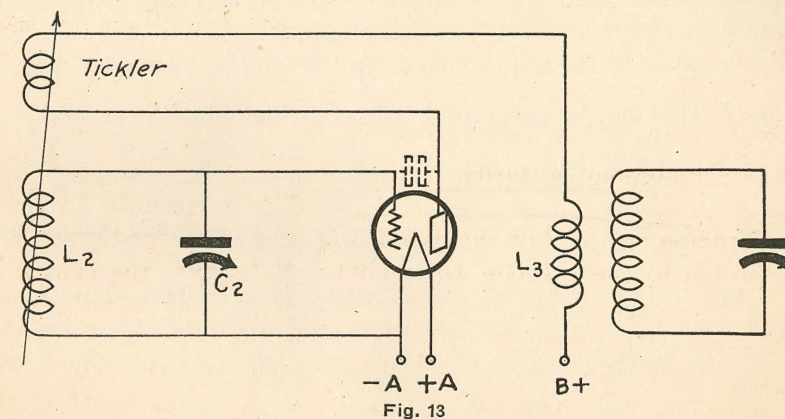 Tickler
L2
C2
L3
-A +A
B+
Fig. 13